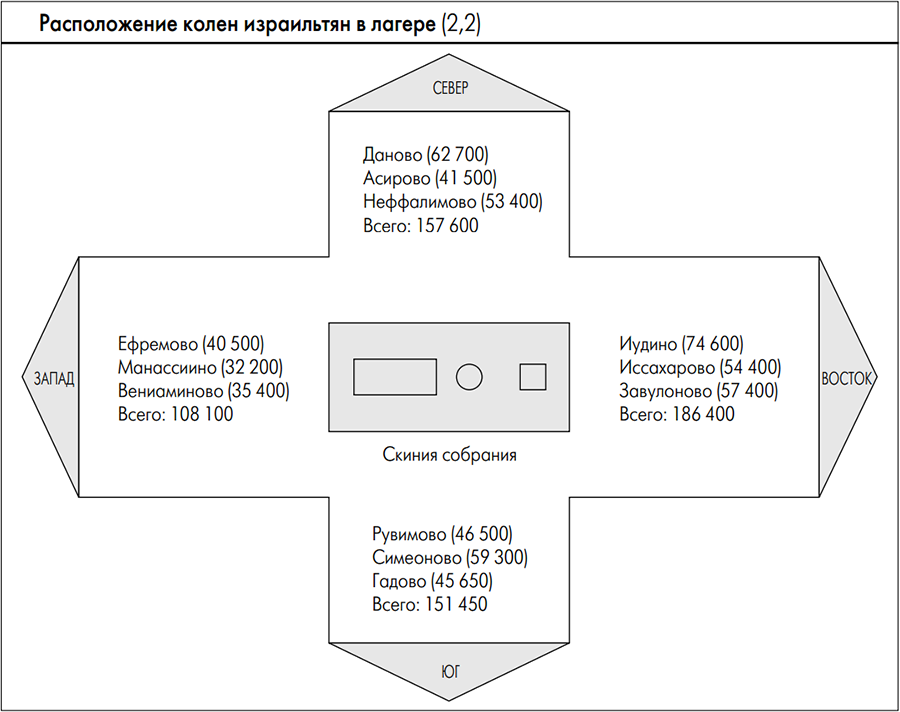 Расположение колен израильтян в лагере (2,2)
СЕВЕР
Даново (62 700)
Асирово (41 500)
Неффалимово (53 400)
Всего: 157 600
ЗАПАД
Ефремово (40 500)
Манассиино (32 200)
Вениаминово (35 400)
Всего: 108 100
Скиния собрания
Иудино (74 600)
Иссахарово (54 400)
Завулоново (57 400)
Всего: 186 400
ВОСТОК
Рувимово (46 500)
Симеоново (59 300)
Гадово (45 650)
Всего: 151 450
ЮГ